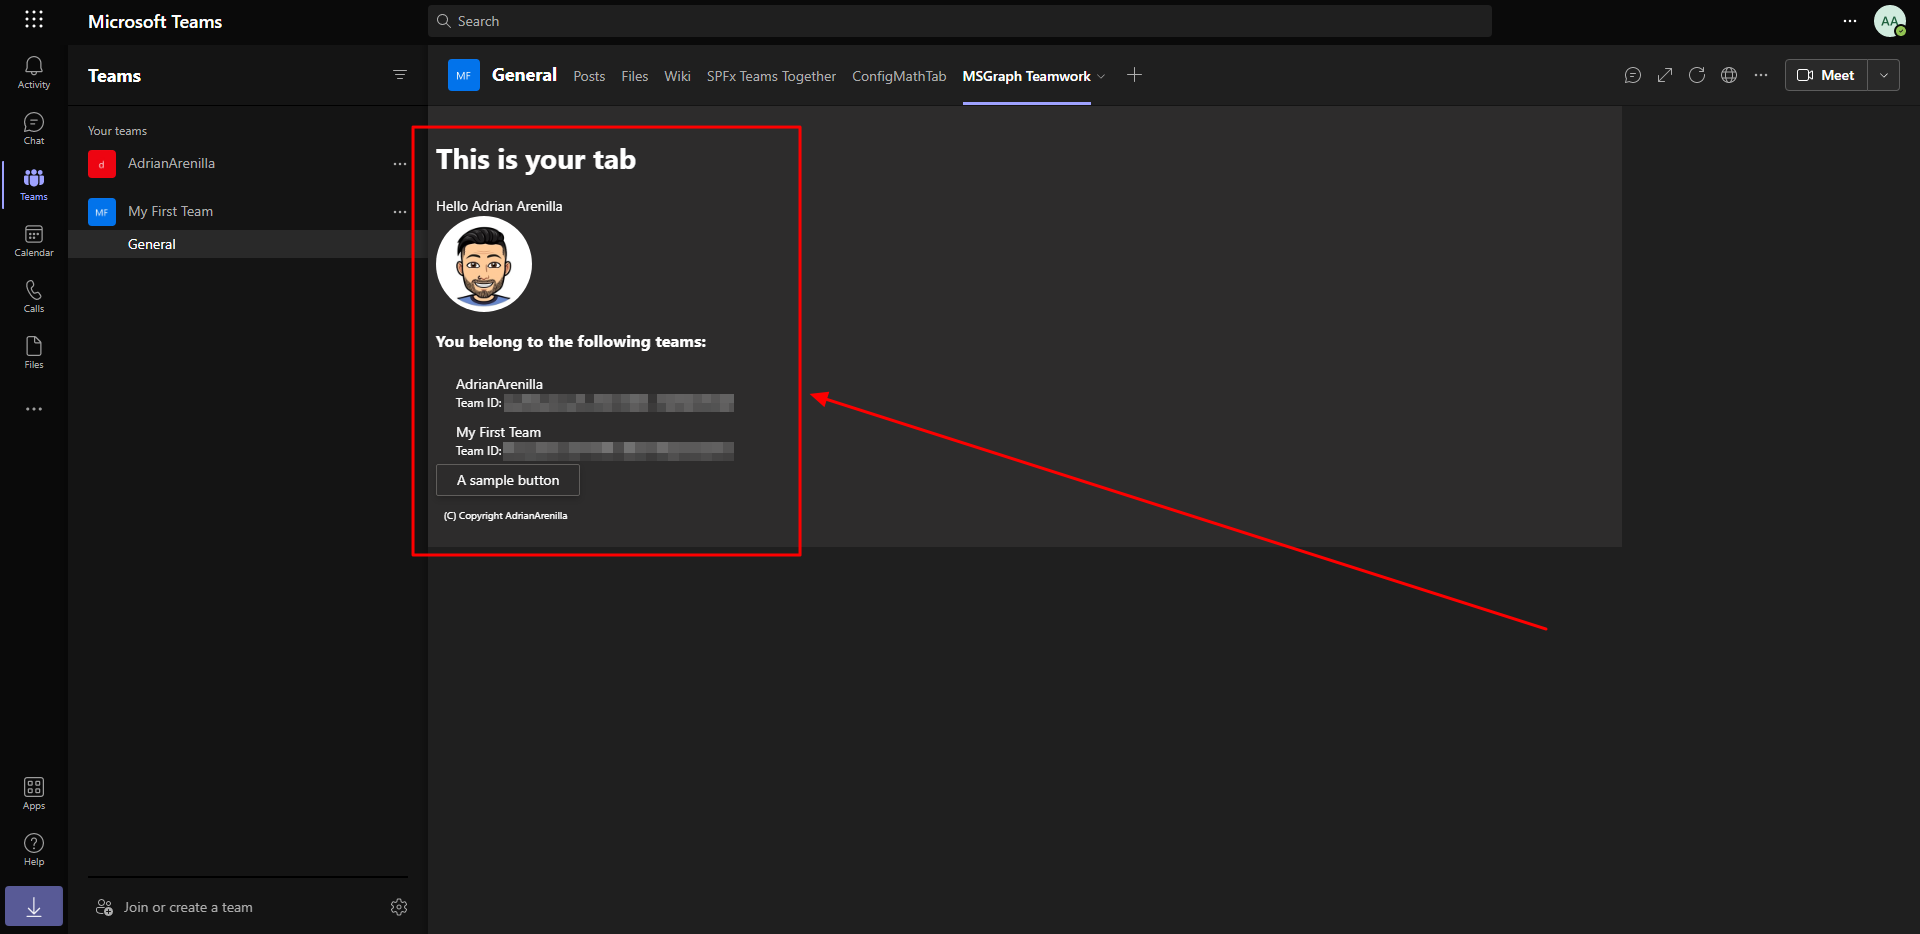 Microsoft Teams
Search
AA
Activity
Chat
Teams
Calendar
Calls
Files
Apps
Help
Teams
Your teams
d AdrianArenilla
MF My First Team
General
Join or create a team
MF General Posts Files Wiki SPFx Teams Together ConfigMathTab MSGraph Teamwork
Meet
This is your tab
Hello Adrian Arenilla
You belong to the following teams:
AdrianArenilla
Team ID:
My First Team
Team ID:
A sample button
(C) Copyright AdrianArenilla